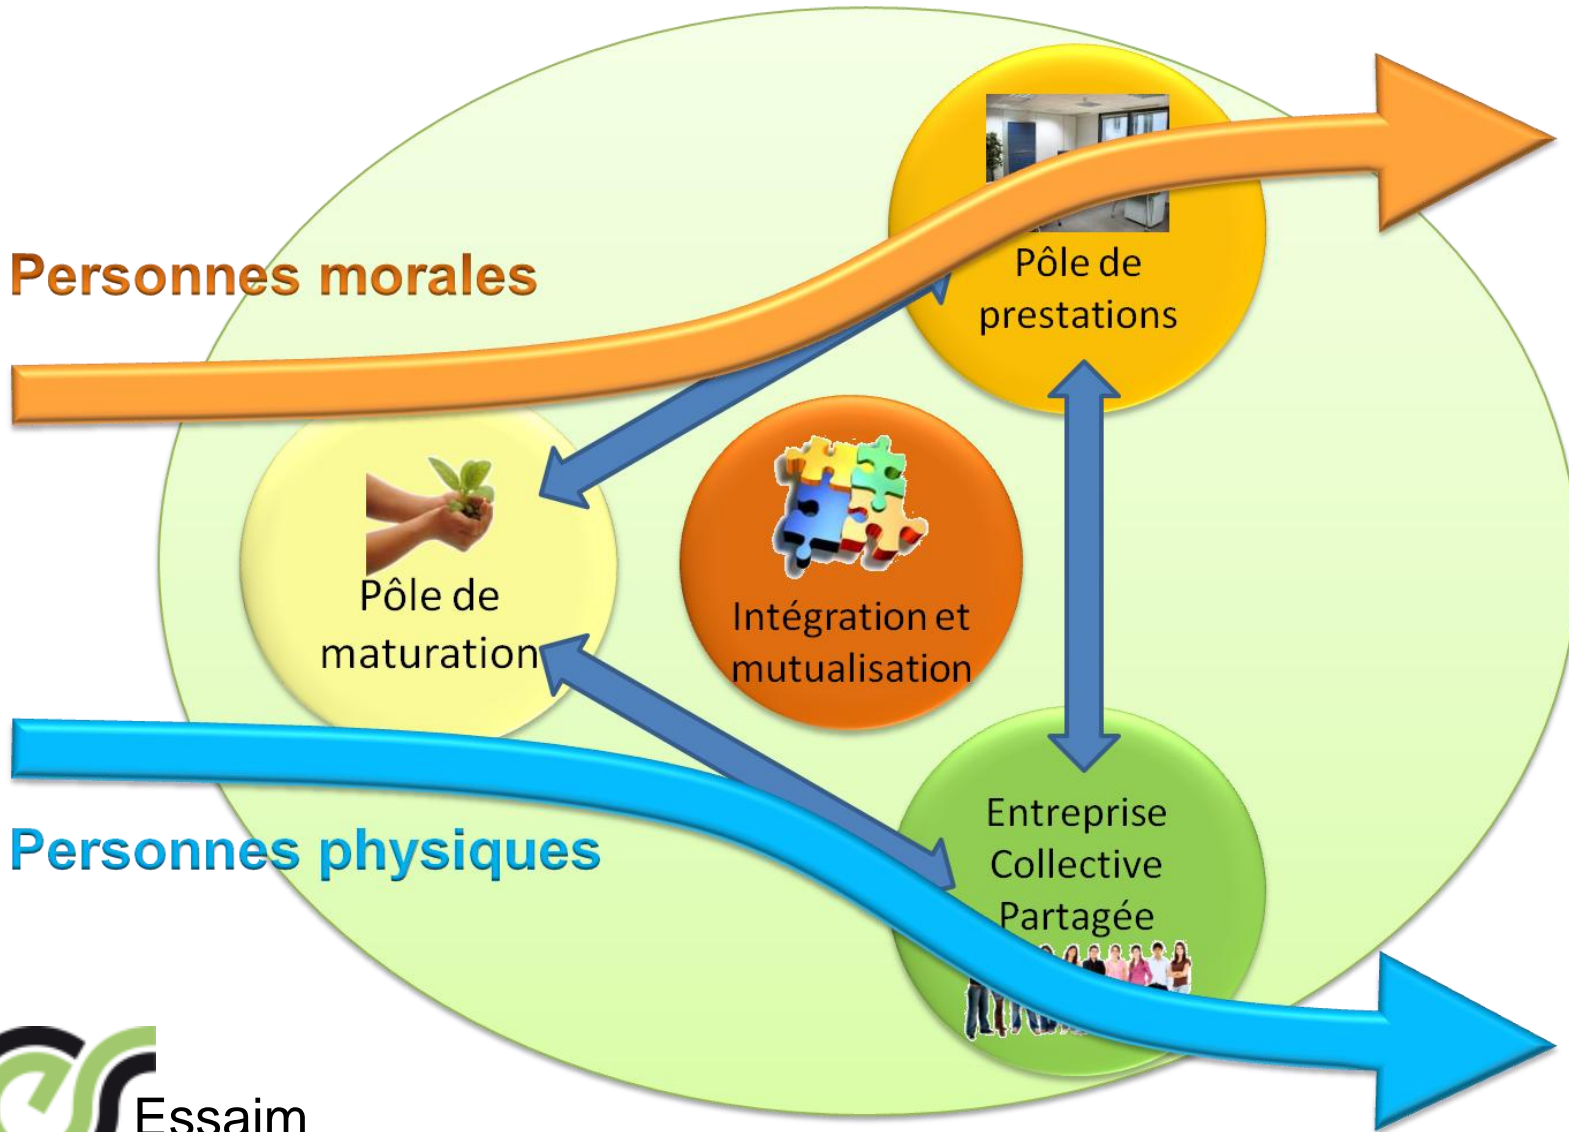 Pôle de
prestations
Personnes morales
Pôle de
maturation
Intégration et
mutualisation
Personnes physiques
Entreprise
Collective
Partagée
Essaim